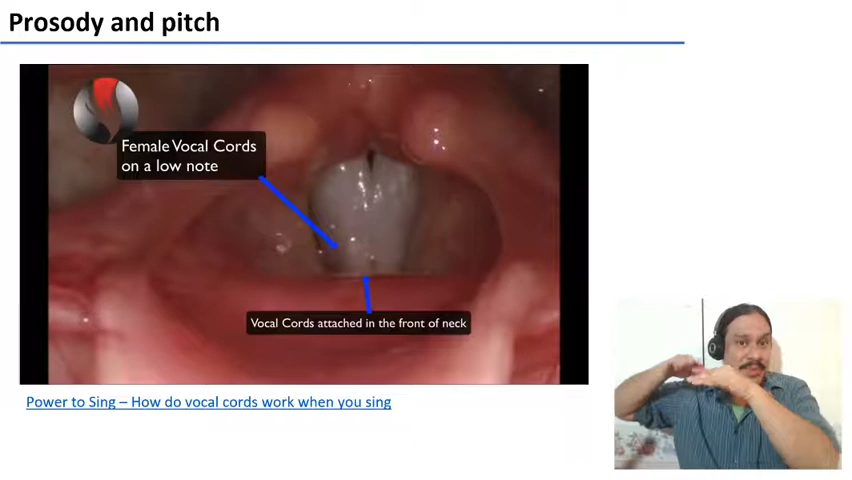 Prosody and pitch
Female Vocal Cords
on a low note
Vocal Cords attached in the front of neck
Power to Sing – How do vocal cords work when you sing